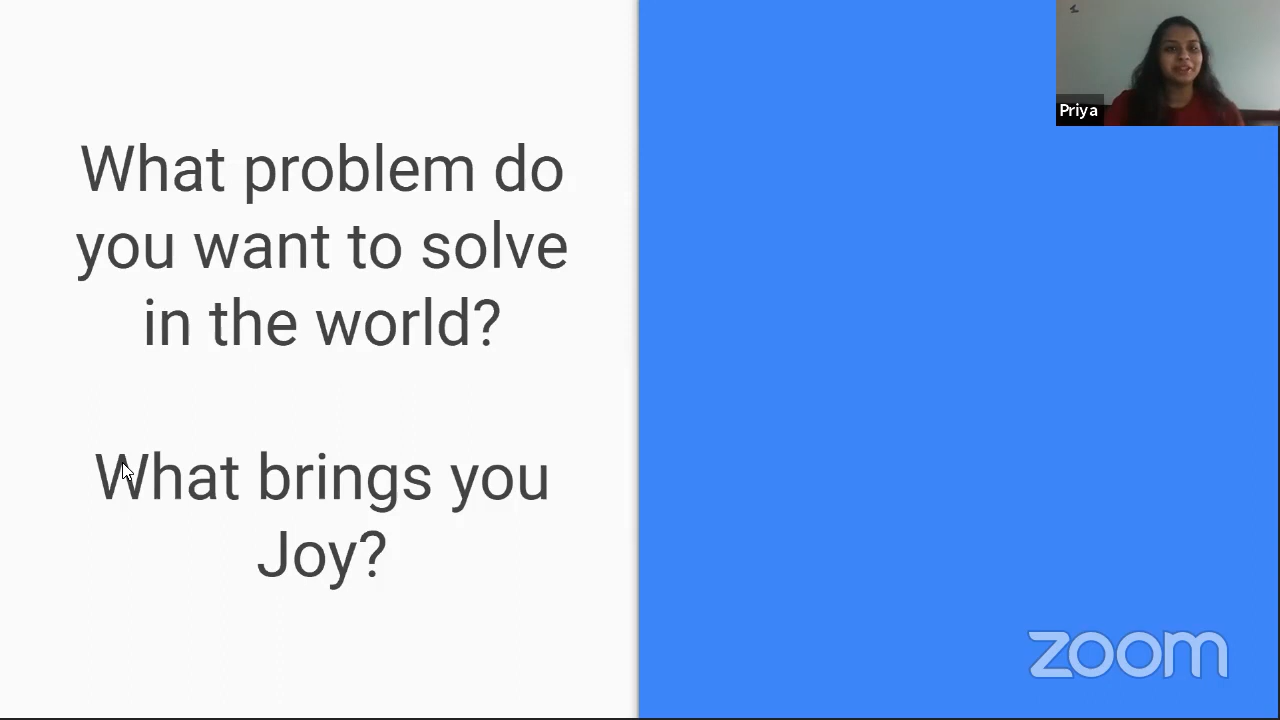 What problem do
you want to solve
in the world?
What brings you
Joy?
Priya
zoom